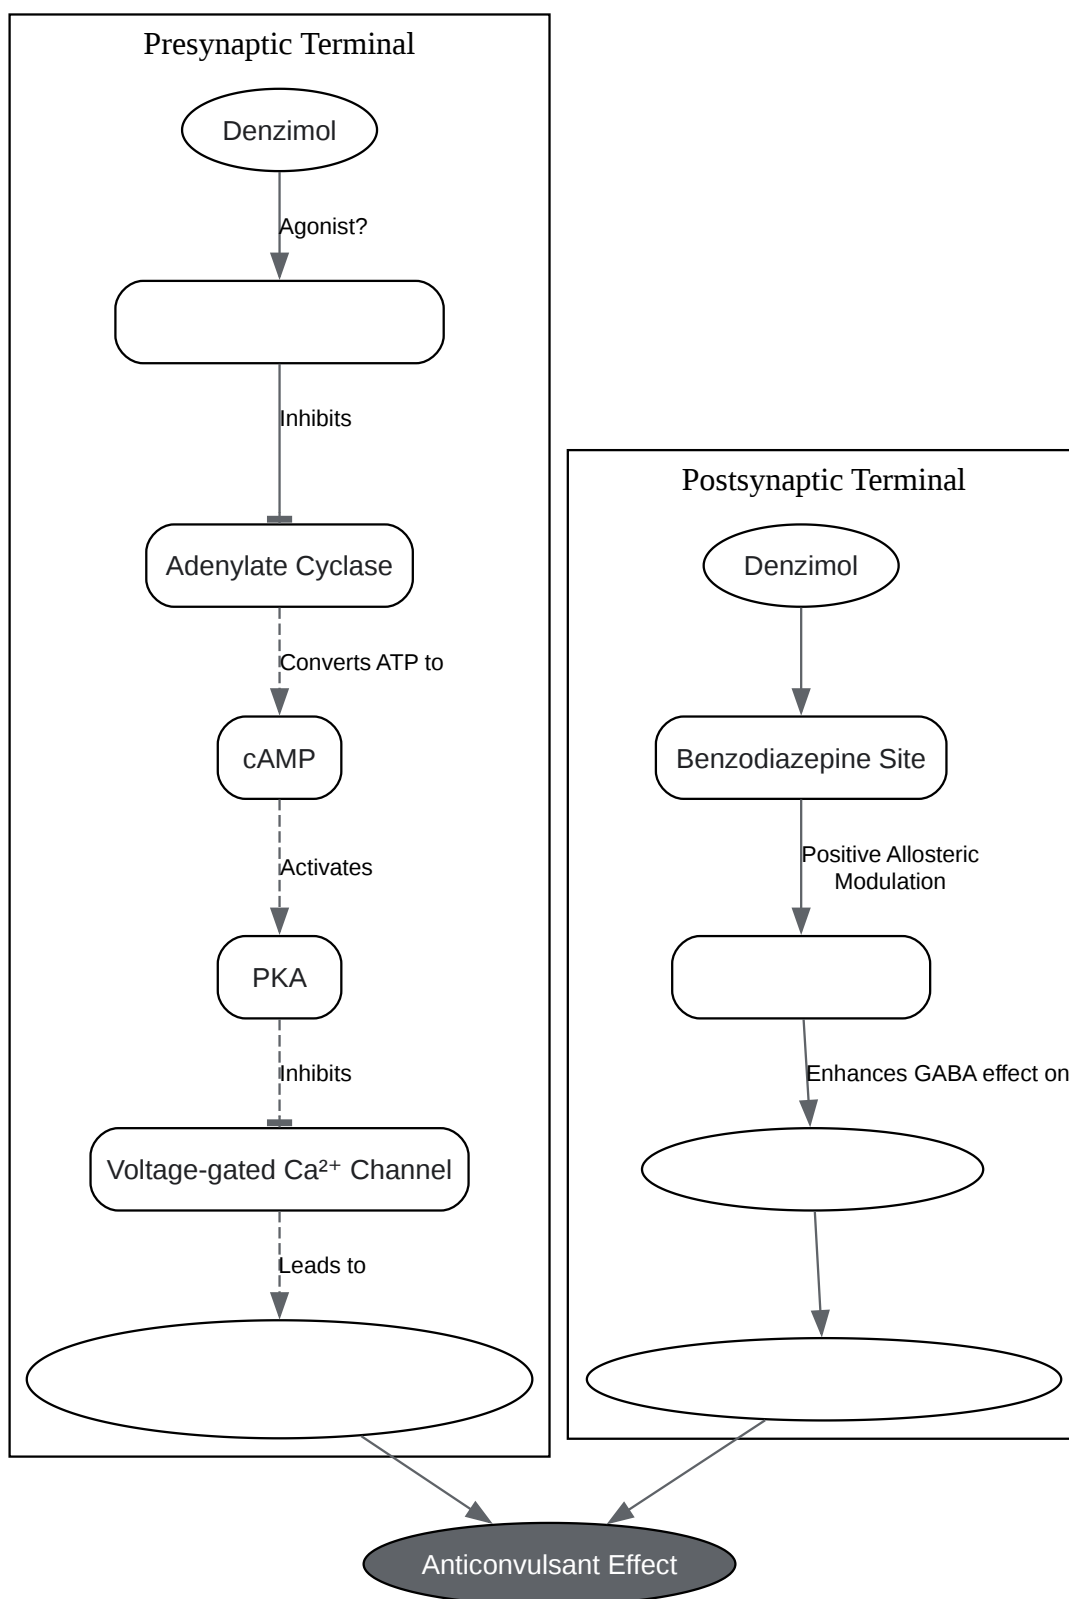 Presynaptic Terminal
Denzimol
Agonist?
Inhibits
Adenylate Cyclase
Converts ATP to
cAMP
Activates
PKA
Inhibits
Voltage-gated Ca²⁺ Channel
Leads to
Postsynaptic Terminal
Denzimol
Benzodiazepine Site
Positive Allosteric
Modulation
Enhances GABA effect on
Anticonvulsant Effect